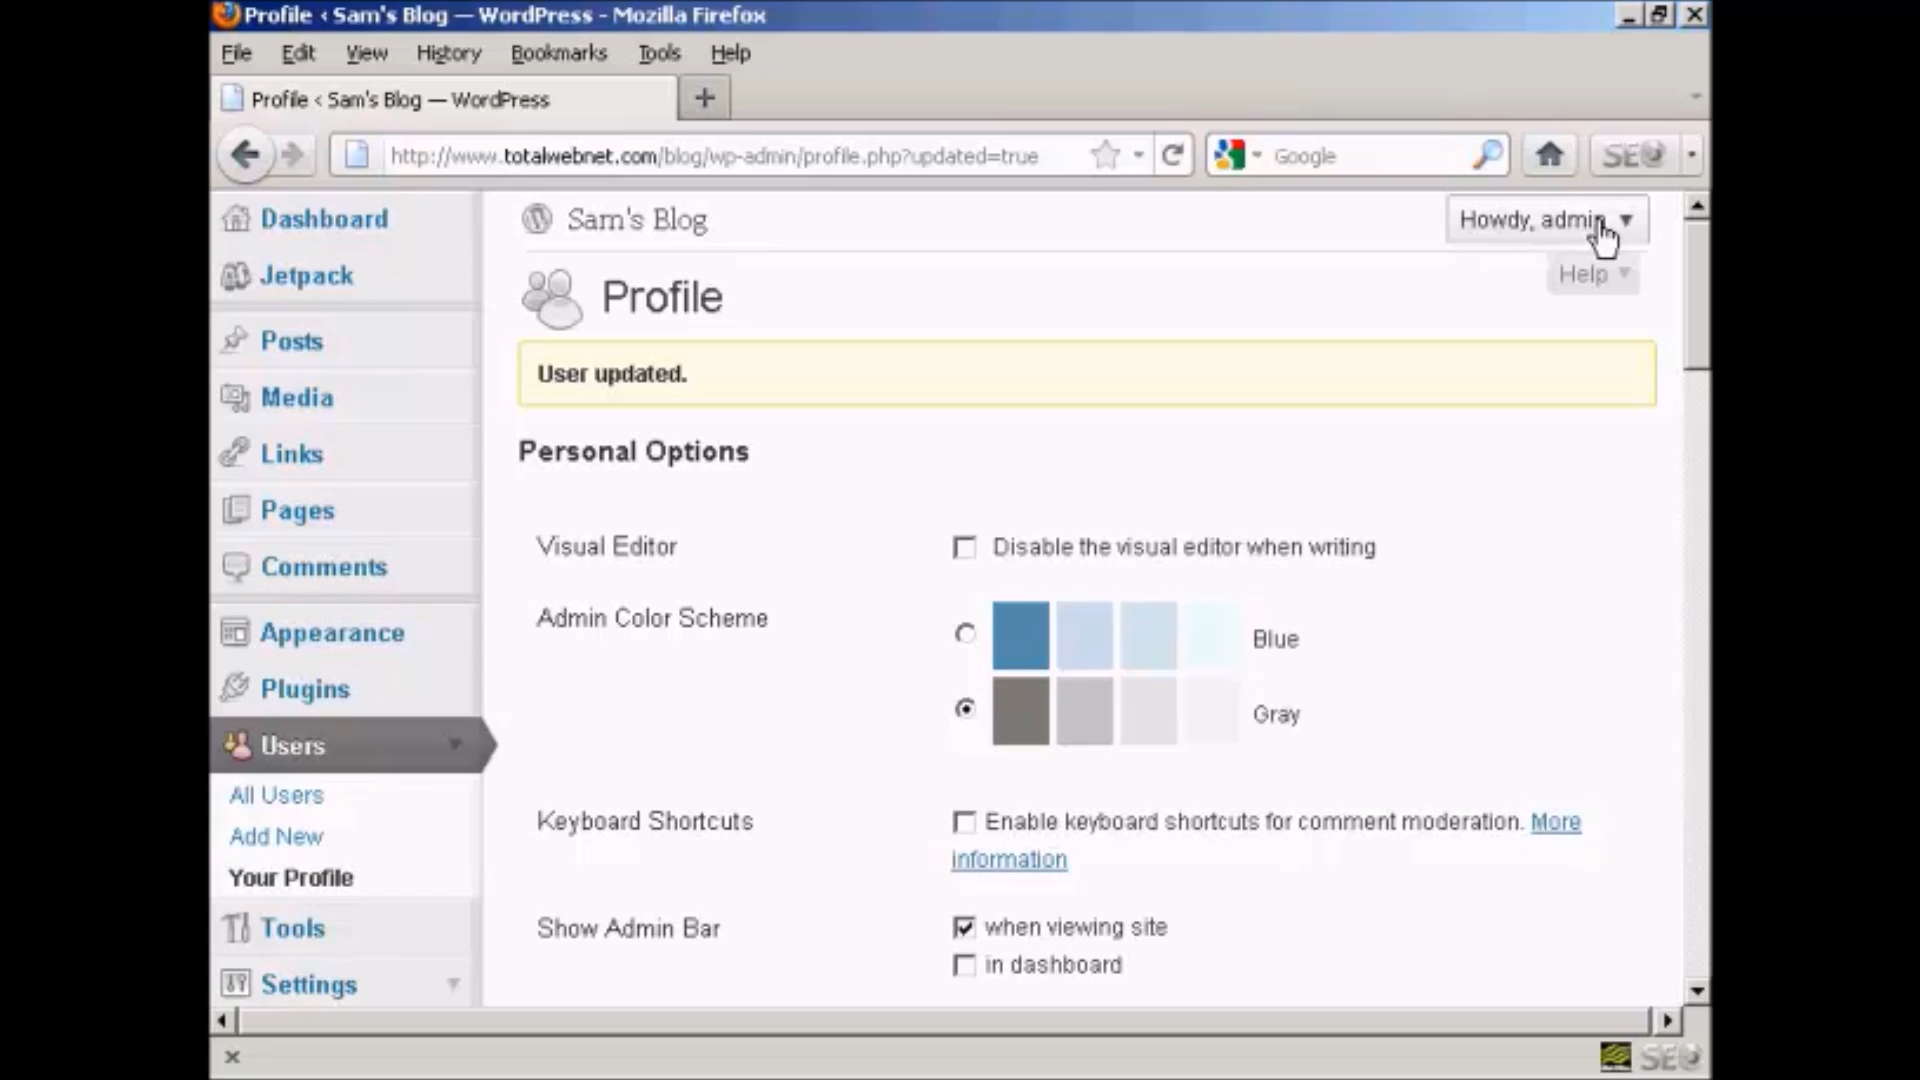 Profile ‹ Sam's Blog — WordPress - Mozilla Firefox
File Edit View History Bookmarks Tools Help
Profile ‹ Sam's Blog — WordPress
http://www.totalwebnet.com/blog/wp-admin/profile.php?updated=true
Google
SEO
Dashboard
Jetpack
Posts
Media
Links
Pages
Comments
Appearance
Plugins
Users
All Users
Add New
Your Profile
Tools
Settings
Sam's Blog
Howdy, admin
Help
Profile
User updated.
Personal Options
Visual Editor
Disable the visual editor when writing
Admin Color Scheme
Blue
Gray
Keyboard Shortcuts
Enable keyboard shortcuts for comment moderation. More
information
Show Admin Bar
when viewing site
in dashboard
SEO